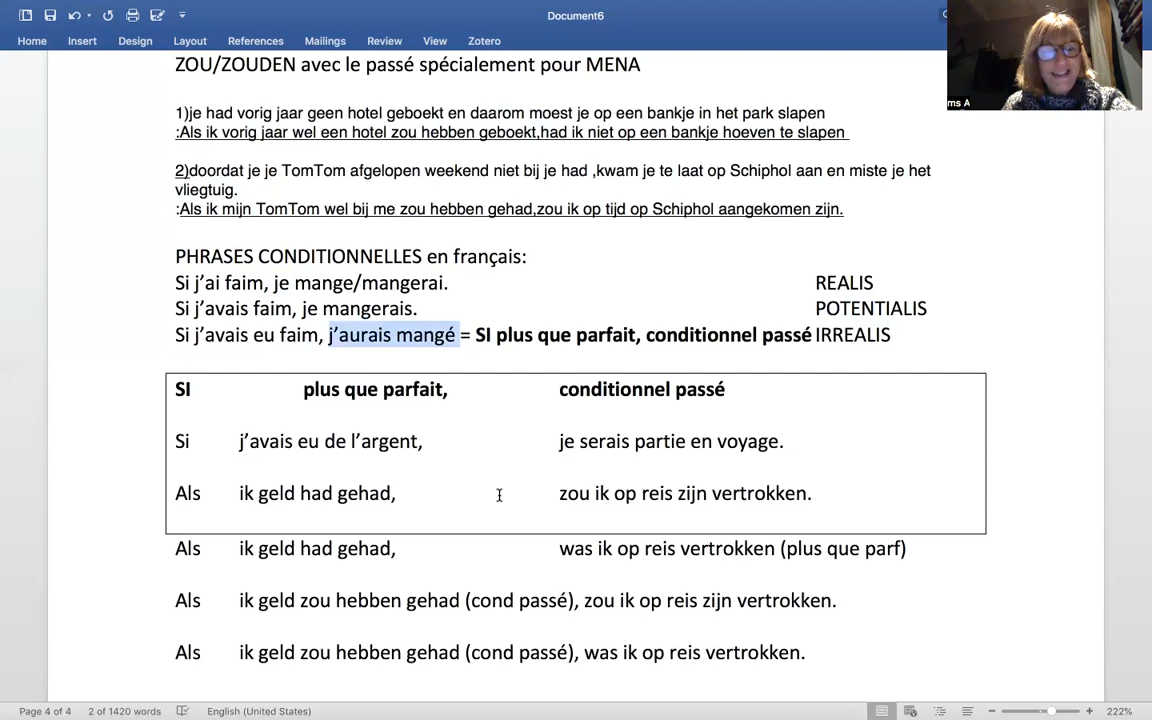 Document6
Home Insert Design Layout References Mailings Review View Zotero
ms A
ZOU/ZOUDEN avec le passé spécialement pour MENA
1)je had vorig jaar geen hotel geboekt en daarom moest je op een bankje in het park slapen
:Als ik vorig jaar wel een hotel zou hebben geboekt,had ik niet op een bankje hoeven te slapen
2)doordat je je TomTom afgelopen weekend niet bij je had ,kwam je te laat op Schiphol aan en miste je het
vliegtuig.
:Als ik mijn TomTom wel bij me zou hebben gehad,zou ik op tijd op Schiphol aangekomen zijn.
PHRASES CONDITIONNELLES en français:
Si j’ai faim, je mange/mangerai. REALIS
Si j’avais faim, je mangerais. POTENTIALIS
Si j’avais eu faim, j’aurais mangé = SI plus que parfait, conditionnel passé IRREALIS
SI plus que parfait, conditionnel passé
Si j’avais eu de l’argent, je serais partie en voyage.
Als ik geld had gehad, zou ik op reis zijn vertrokken.
Als ik geld had gehad, was ik op reis vertrokken (plus que parf)
Als ik geld zou hebben gehad (cond passé), zou ik op reis zijn vertrokken.
Als ik geld zou hebben gehad (cond passé), was ik op reis vertrokken.
Page 4 of 4 2 of 1420 words English (United States) 222%